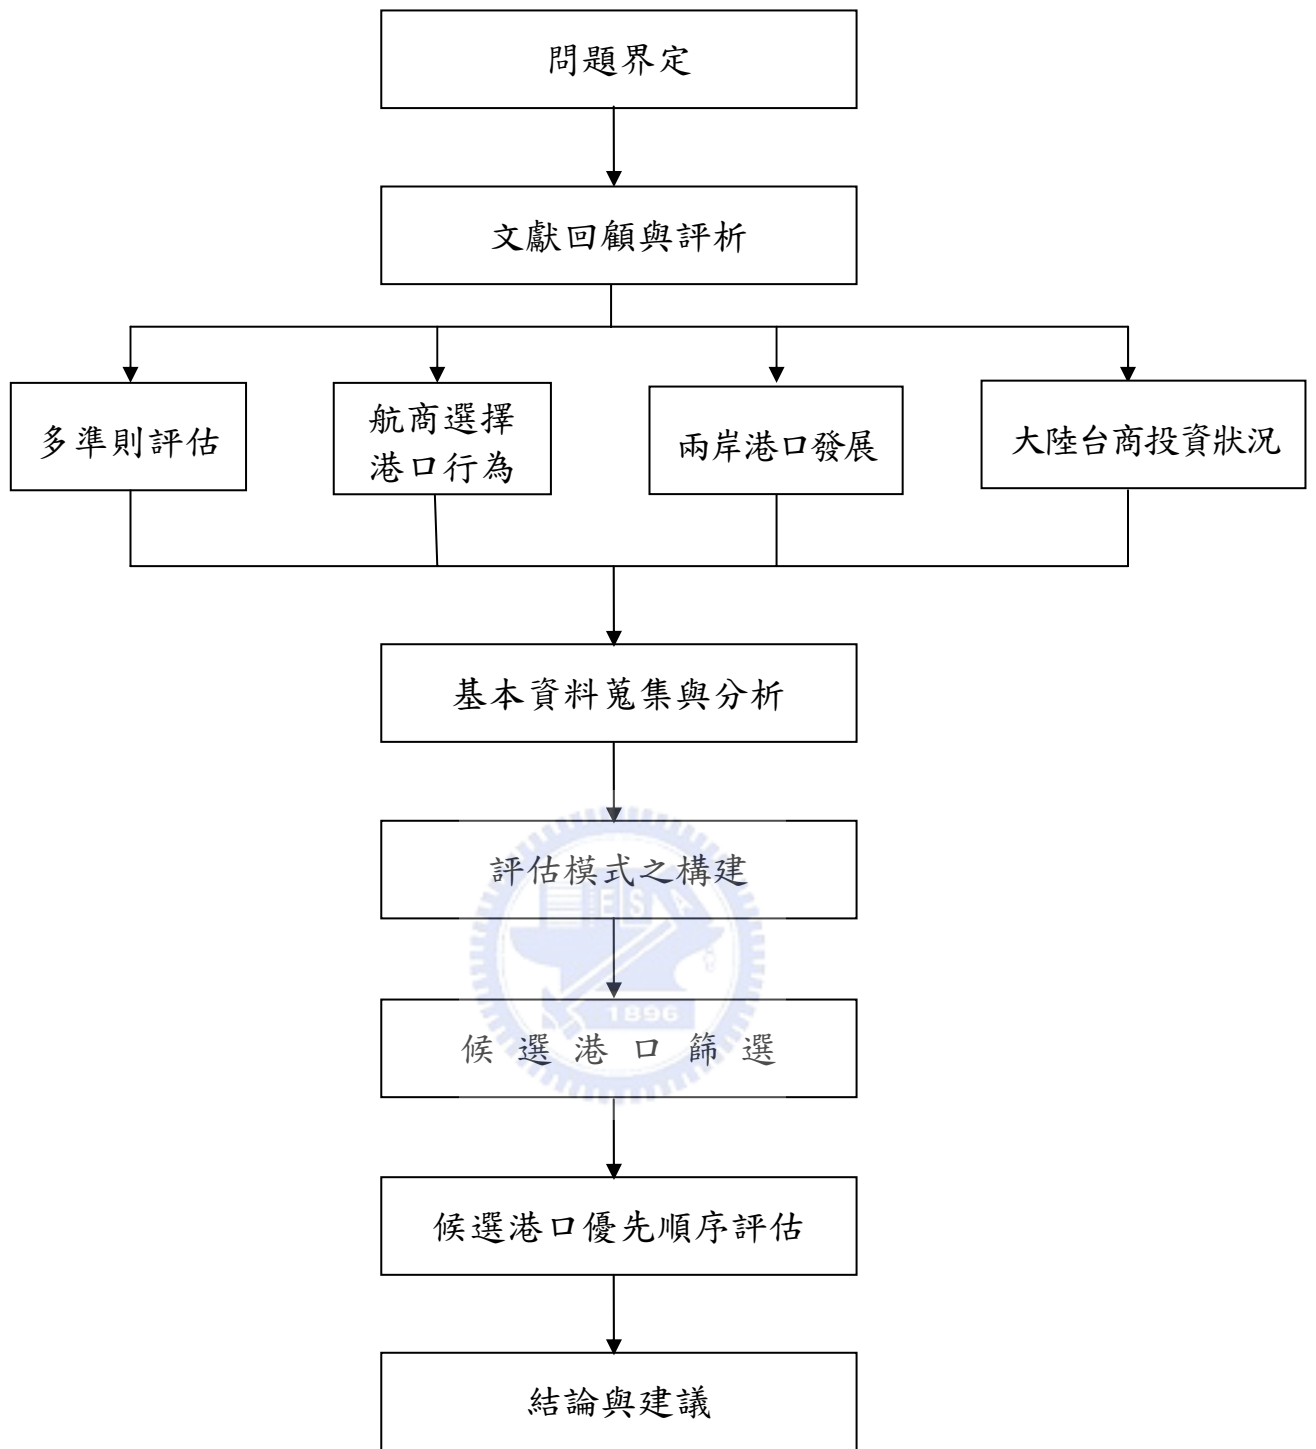 問題界定
文獻回顧與評析
多準則評估
航商選擇
港口行為
兩岸港口發展
大陸台商投資狀況
基本資料蒐集與分析
評估模式之構建
ESA
1896
候選港口篩選
候選港口優先順序評估
結論與建議